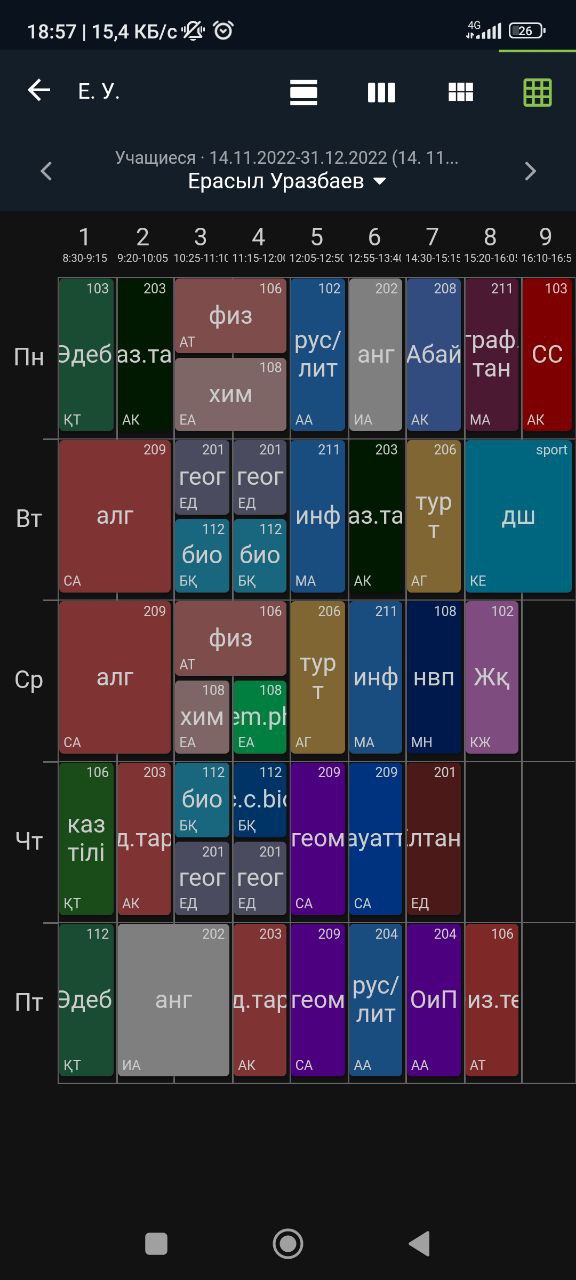 18:57 | 15,4 КБ/с 4G 26
Е. У.
Учащиеся · 14.11.2022-31.12.2022 (14. 11...
Ерасыл Уразбаев
1 2 3 4 5 6 7 8 9
8:30-9:15 9:20-10:05 10:25-11:10 11:15-12:00 12:05-12:50 12:55-13:40 14:30-15:15 15:20-16:05 16:10-16:5
Пн
103
Әдеб
ҚТ
203
аз.та
АК
106
физ
АТ
108
хим
ЕА
102
рус/
лит
АА
202
анг
ИА
208
Абай
АК
211
граф.
тан
МА
103
СС
АК
Вт
209
алг
СА
201
геог
ЕД
112
био
БҚ
201
геог
ЕД
112
био
БҚ
211
инф
МА
203
аз.та
АК
206
тур
т
АГ
sport
дш
КЕ
Ср
209
алг
СА
106
физ
АТ
108
хим
ЕА
108
em.ph
ЕА
206
тур
т
АГ
211
инф
МА
108
нвп
МН
102
Жқ
КЖ
Чт
106
каз
тілі
ҚТ
203
д.тар
АК
112
био
БҚ
201
геог
ЕД
112
с.с.bio
БҚ
201
геог
ЕД
209
геом
СА
209
ауатт
СА
201
лтан
ЕД
Пт
112
Әдеб
ҚТ
202
анг
ИА
203
д.тар
АК
209
геом
СА
204
рус/
лит
АА
204
ОиП
АА
106
из.те
АТ